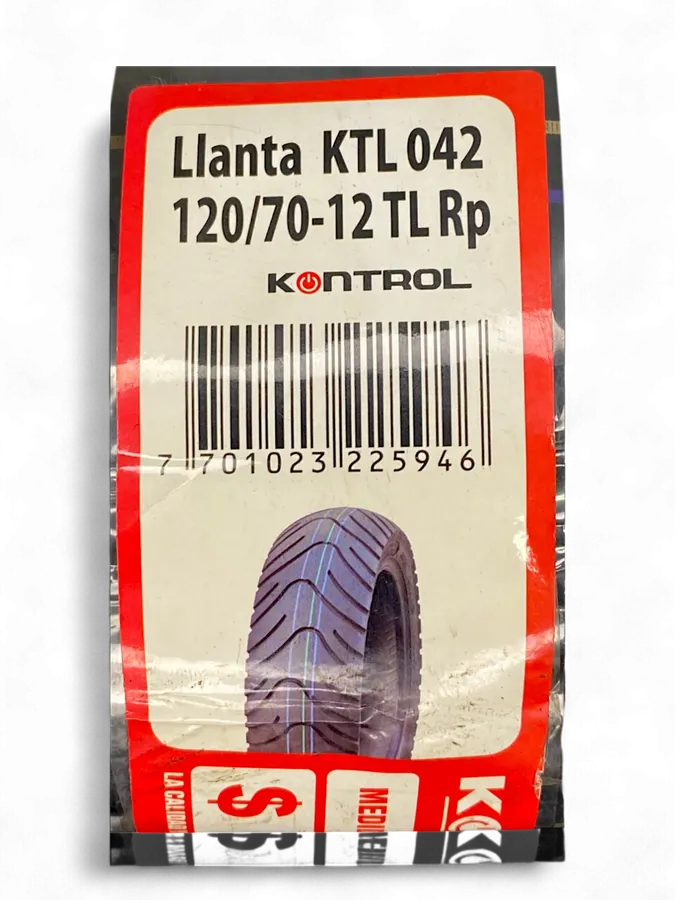 Llanta KTL 042
120/70-12 TL Rp
KONTROL
7 701023 225946
$